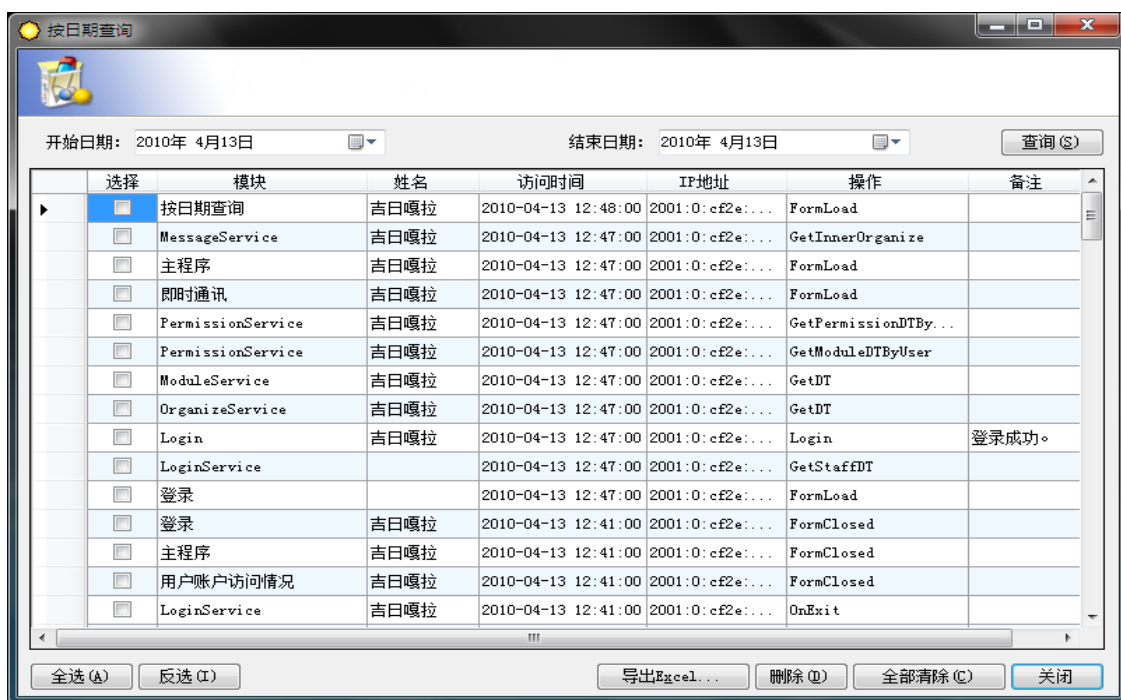 按日期查询
开始日期: 2010年 4月13日 结束日期: 2010年 4月13日 查询(S)
选择 模块 姓名 访问时间 IP地址 操作 备注
按日期查询 吉日嘎拉 2010-04-13 12:48:00 2001:0:cf2e:... FormLoad
MessageService 吉日嘎拉 2010-04-13 12:47:00 2001:0:cf2e:... GetInnerOrganize
主程序 吉日嘎拉 2010-04-13 12:47:00 2001:0:cf2e:... FormLoad
即时通讯 吉日嘎拉 2010-04-13 12:47:00 2001:0:cf2e:... FormLoad
PermissionService 吉日嘎拉 2010-04-13 12:47:00 2001:0:cf2e:... GetPermissionDTBy...
PermissionService 吉日嘎拉 2010-04-13 12:47:00 2001:0:cf2e:... GetModuleDTByUser
ModuleService 吉日嘎拉 2010-04-13 12:47:00 2001:0:cf2e:... GetDT
OrganizeService 吉日嘎拉 2010-04-13 12:47:00 2001:0:cf2e:... GetDT
Login 吉日嘎拉 2010-04-13 12:47:00 2001:0:cf2e:... Login 登录成功。
LoginService 2010-04-13 12:47:00 2001:0:cf2e:... GetStaffDT
登录 2010-04-13 12:47:00 2001:0:cf2e:... FormLoad
登录 吉日嘎拉 2010-04-13 12:41:00 2001:0:cf2e:... FormClosed
主程序 吉日嘎拉 2010-04-13 12:41:00 2001:0:cf2e:... FormClosed
用户账户访问情况 吉日嘎拉 2010-04-13 12:41:00 2001:0:cf2e:... FormClosed
LoginService 吉日嘎拉 2010-04-13 12:41:00 2001:0:cf2e:... OnExit
全选(A) 反选(I) 导出Excel... 删除(D) 全部清除(C) 关闭